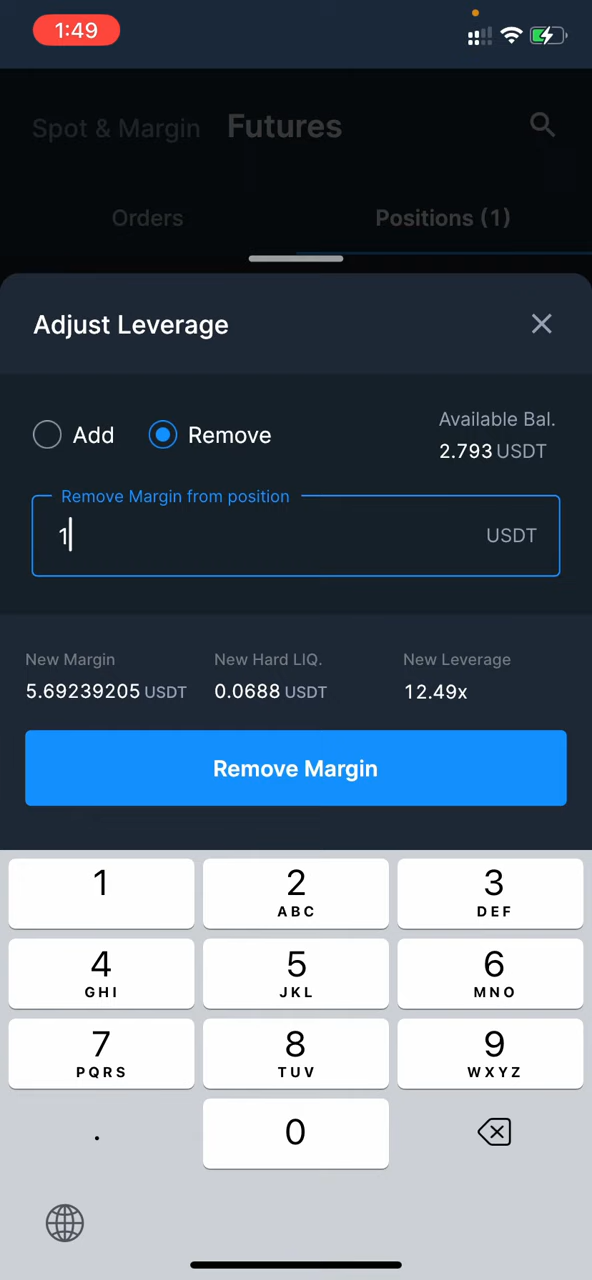 1:49
Spot & Margin Futures
Orders Positions (1)
Adjust Leverage
Add Remove
Available Bal.
2.793 USDT
Remove Margin from position
1 USDT
New Margin New Hard LIQ. New Leverage
5.69239205 USDT 0.0688 USDT 12.49x
Remove Margin
1 2 3
ABC DEF
4 5 6
GHI JKL MNO
7 8 9
PQRS TUV WXYZ
. 0